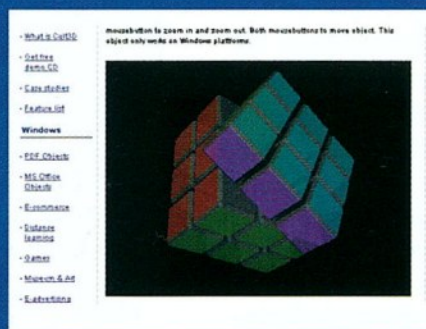 mousebutton to zoom in and zoom out. Both mousebuttons to move object. This
object only works on Windows platforms.
- What is Cult3D
- Get free
demo CD
- Case studies
- Feature list
Windows
- PDF Objects
- MS Office
Objects
- E-commerce
- Distance
learning
- Games
- Museum & Art
- E-advertising